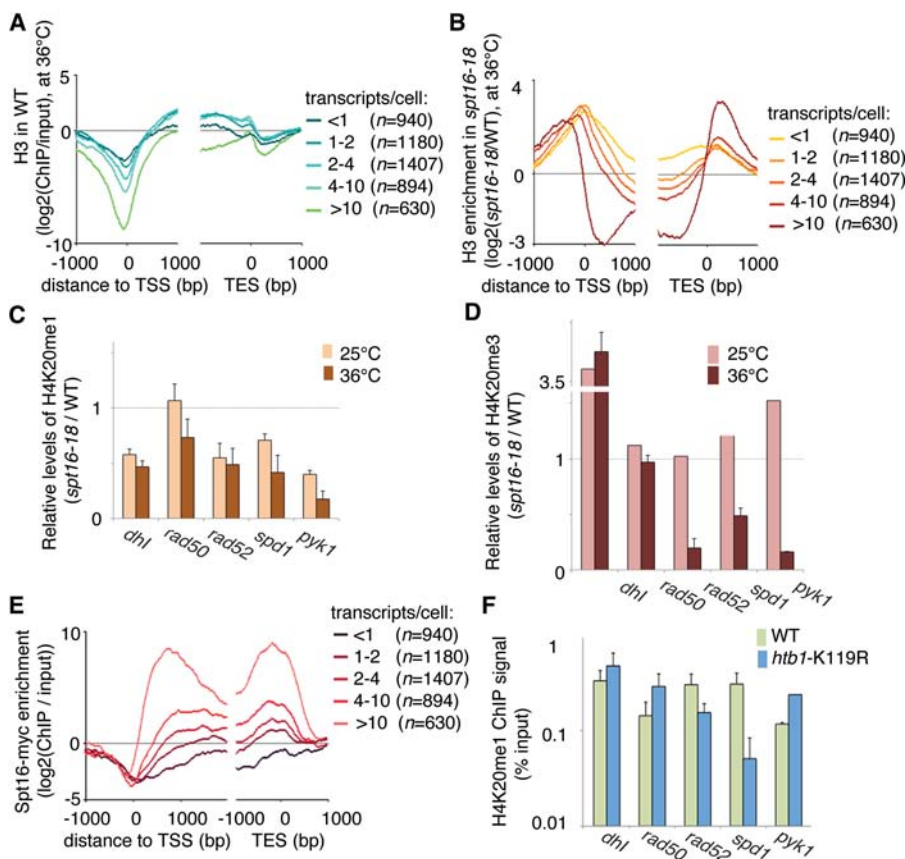 A
H3 in WT
(log2(ChIP/input), at 36°C)
5
0
-10
-1000 0 1000 0 1000
distance to TSS (bp) TES (bp)
transcripts/cell:
<1 (n=940)
1-2 (n=1180)
2-4 (n=1407)
4-10 (n=894)
>10 (n=630)
B
H3 enrichment in spt16-18
(log2(spt16-18/WT), at 36°C)
4
0
-3
-1000 0 1000 0 1000
distance to TSS (bp) TES (bp)
transcripts/cell:
<1 (n=940)
1-2 (n=1180)
2-4 (n=1407)
4-10 (n=894)
>10 (n=630)
C
Relative levels of H4K20me1
(spt16-18 / WT)
1
0
25°C
36°C
dhI rad50 rad52 spd1 pyk1
D
Relative levels of H4K20me3
(spt16-18 / WT)
3.5
1
0
25°C
36°C
dhI rad50 rad52 spd1 pyk1
E
Spt16-myc enrichment
(log2(ChIP / input))
10
0
-5
-1000 0 1000 -1000 0 1000
distance to TSS (bp) TES (bp)
transcripts/cell:
<1 (n=940)
1-2 (n=1180)
2-4 (n=1407)
4-10 (n=894)
>10 (n=630)
F
H4K20me1 ChIP signal
(% input)
1
0.1
0.01
WT
htb1-K119R
dhI rad50 rad52 spd1 pyk1